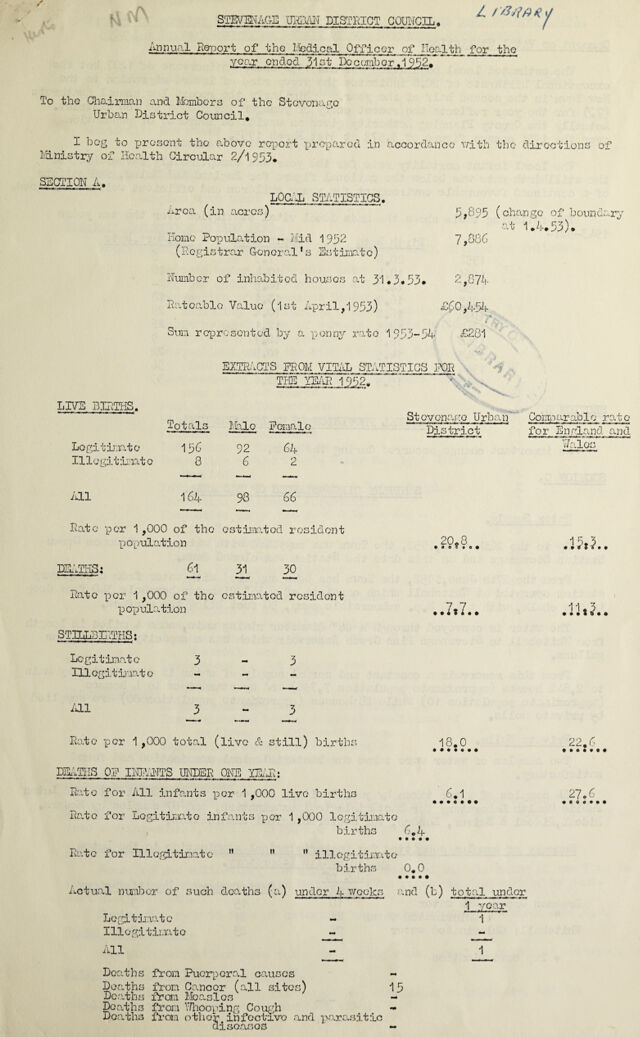 NM
LIBRARY
STEVENAGE URBAN DISTRICT COUNCIL.
Annual Report of the Medical Officer of Health for the
year ended 31st December,1952.
To the Chairman and Members of the Stevenage
Urban District Council.
I beg to present the above report prepared in accordance with the directions of
Ministry of Health Circular 2/1953.
SECTION A.
LOCAL STATISTICS.
Area (in acres) 5,895 (change of boundary
at 1.4.53).
Home Population - Mid 1952 7,886
(Registrar General's Estimate)
Number of inhabited houses at 31.3.53. 2,874
Rateable Value (1st April,1953) £60,454
Sum represented by a penny rate 1953-54 £281
EXTRACTS FROM VITAL STATISTICS FOR
THE YEAR 1952.
LIVE BIRTHS.
Totals Male Female
Stevenage Urban
District
Comparable rate
for England and
Wales
Legitimate 156 92 64
Illegitimate 8 6 2
All 164 98 66
Rate per 1,000 of the estimated resident
population 20.8 15.3
DEATHS: 61 31 30
Rate per 1,000 of the estimated resident
population 7.7 11.3
STILLBIRTHS:
Legitimate 3 - 3
Illegitimate - - -
All 3 - 3
Rate per 1,000 total (live & still) births 18.0 22.6
DEATHS OF INFANTS UNDER ONE YEAR:
Rate for All infants per 1,000 live births 6.1 27.6
Rate for Legitimate infants per 1,000 legitimate
births 6.4
Rate for Illegitimate " " " illegitimate
births 0.0
Actual number of such deaths (a) under 4 weeks and (b) total under
1 year
Legitimate - 1
Illegitimate - -
All - 1
Deaths from Puerperal causes -
Deaths from Cancer (all sites) 15
Deaths from Measles -
Deaths from Whooping Cough -
Deaths from other infective and parasitic
diseases -